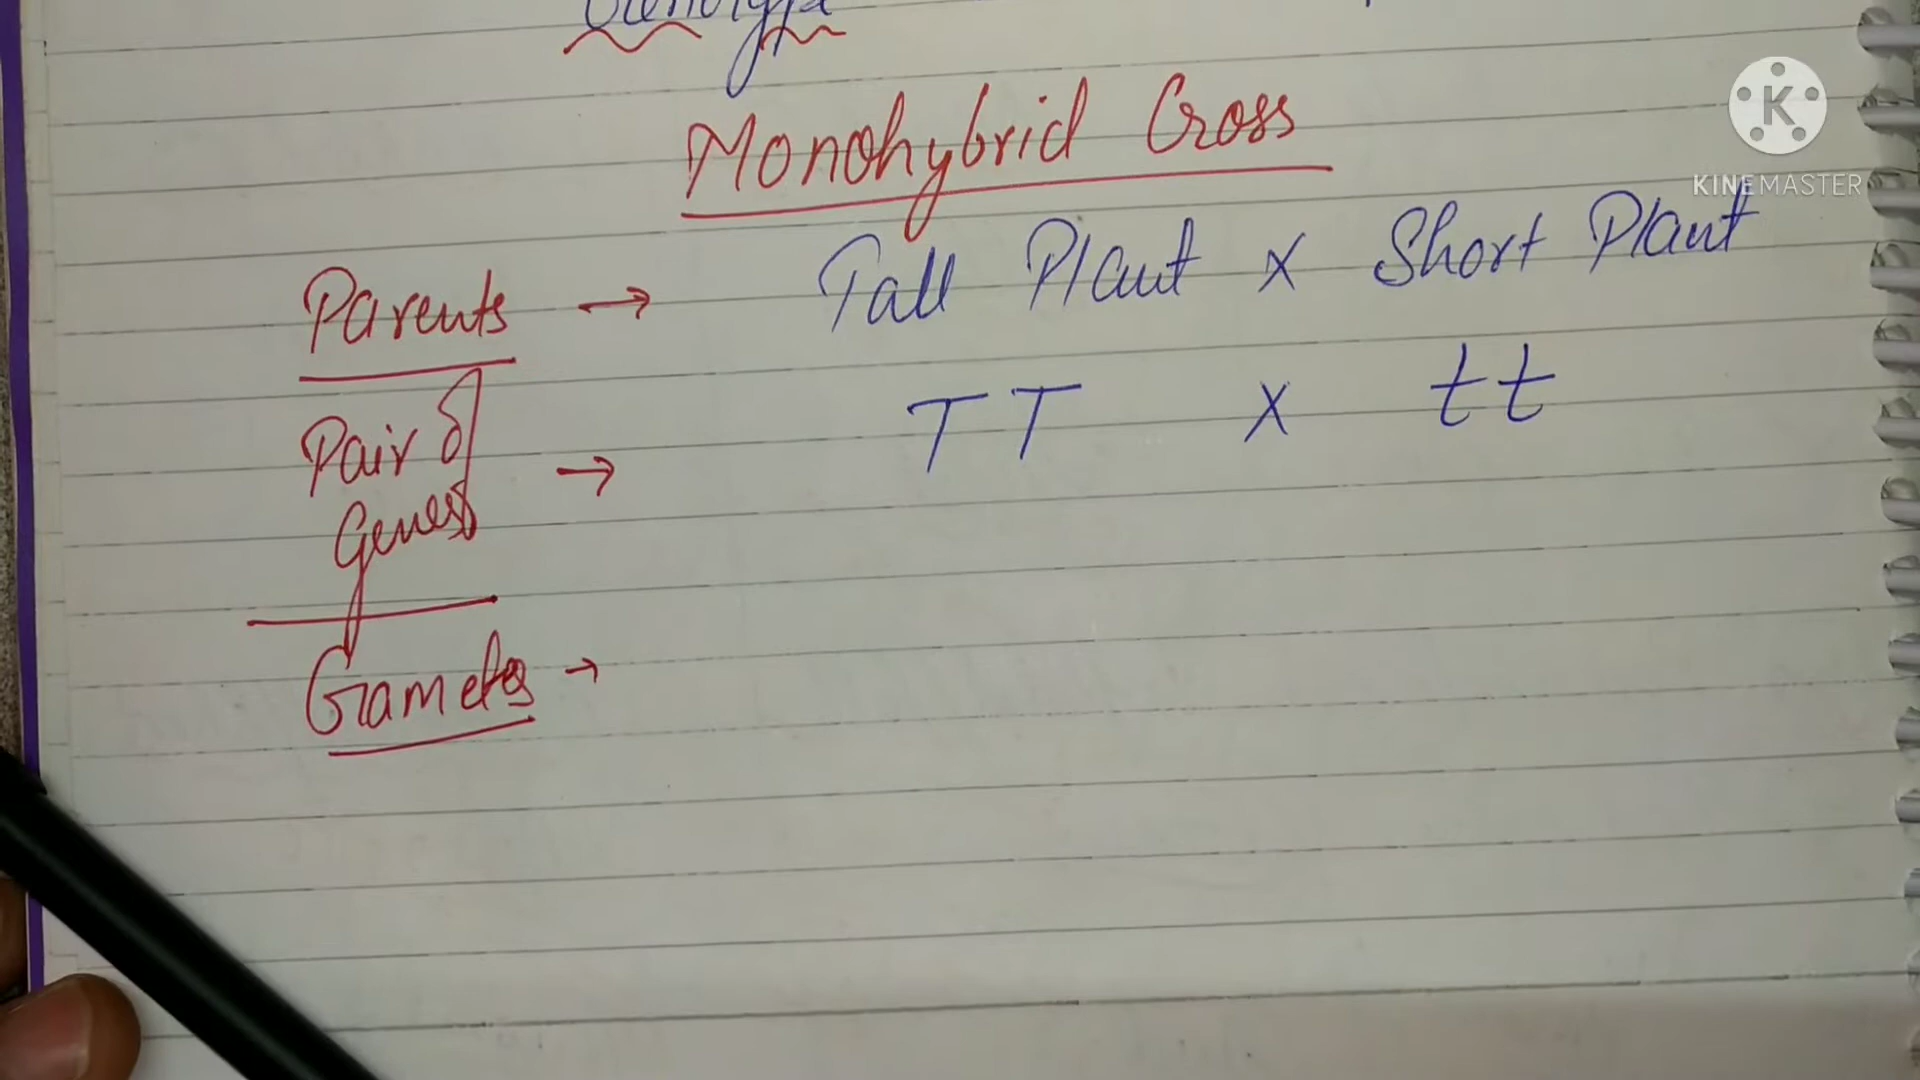 Monohybrid Cross
KINEMASTER
Parents → Tall Plant x Short Plant
Pair of
Genes → TT x tt
Gametes →